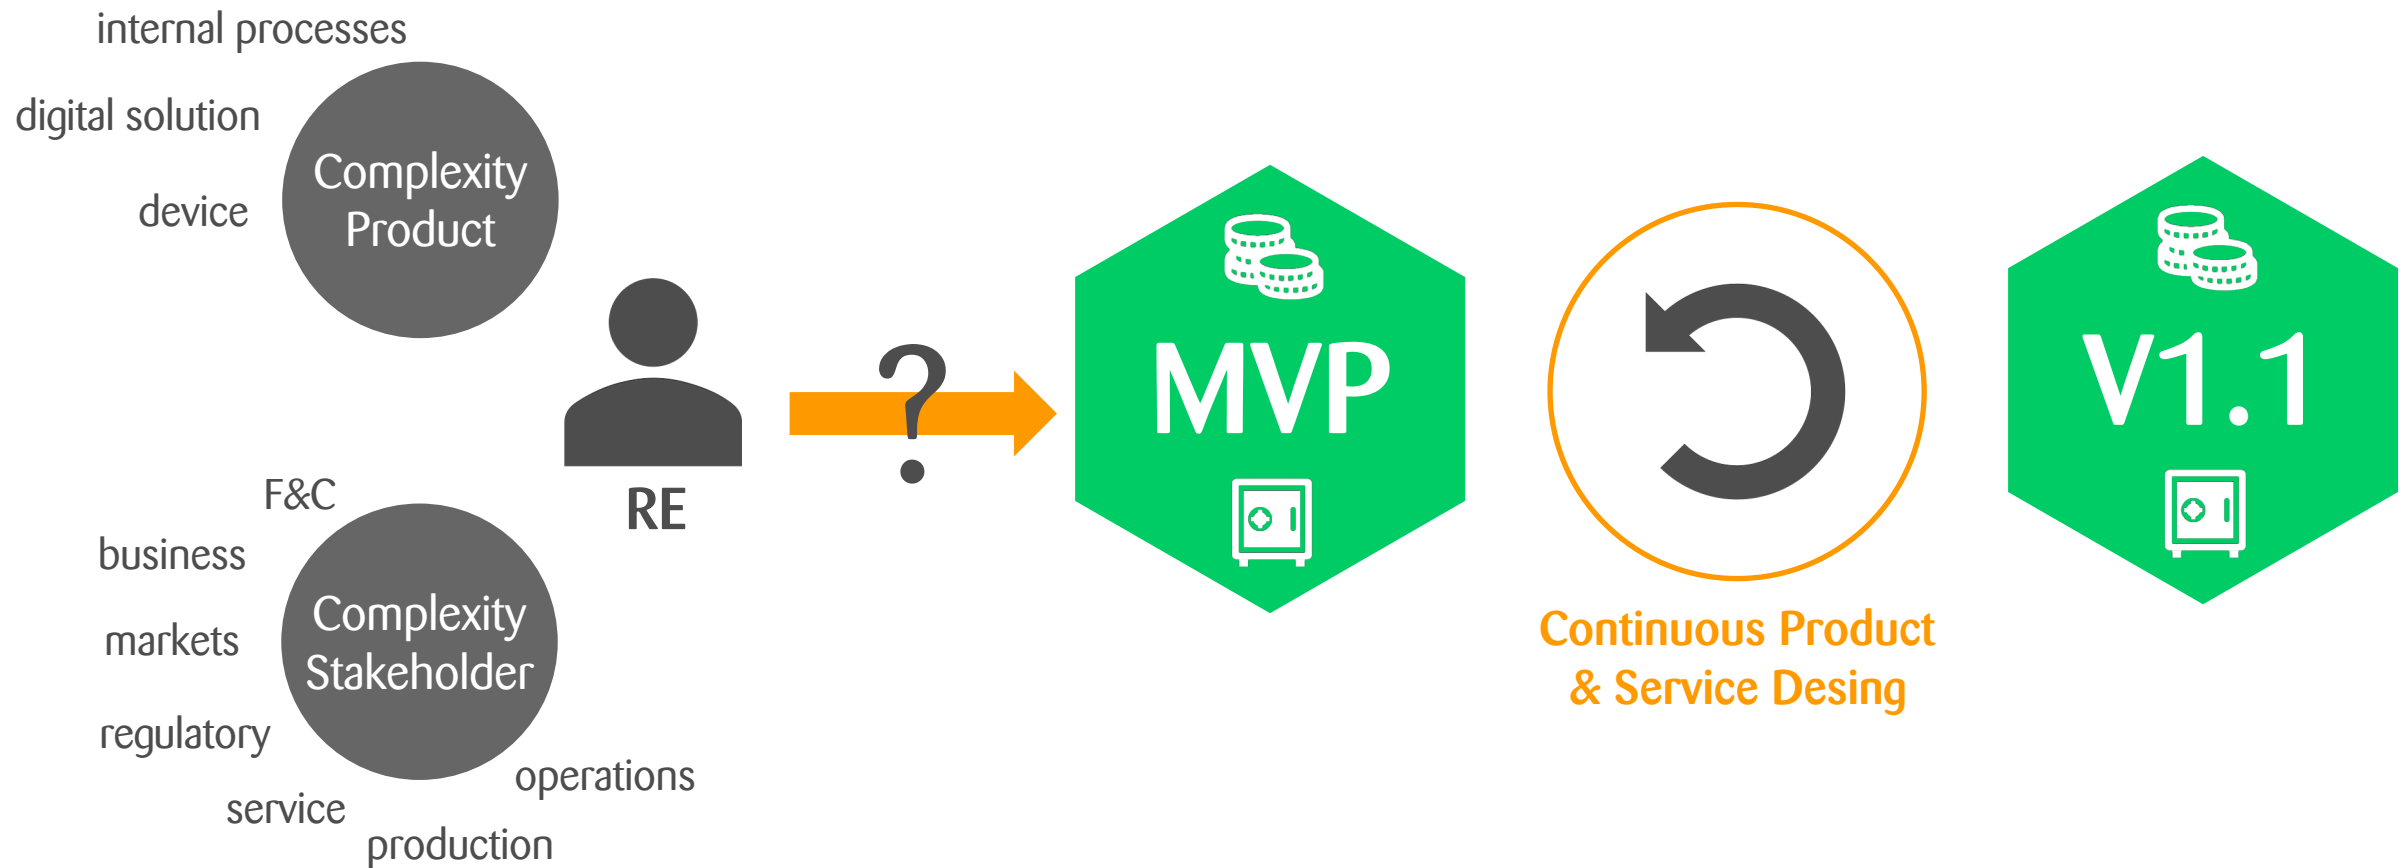 internal processes
digital solution
device
Complexity
Product
RE
F&C
business
markets
regulatory
service
production
operations
Complexity
Stakeholder
?
MVP
Continuous Product
& Service Desing
V1.1